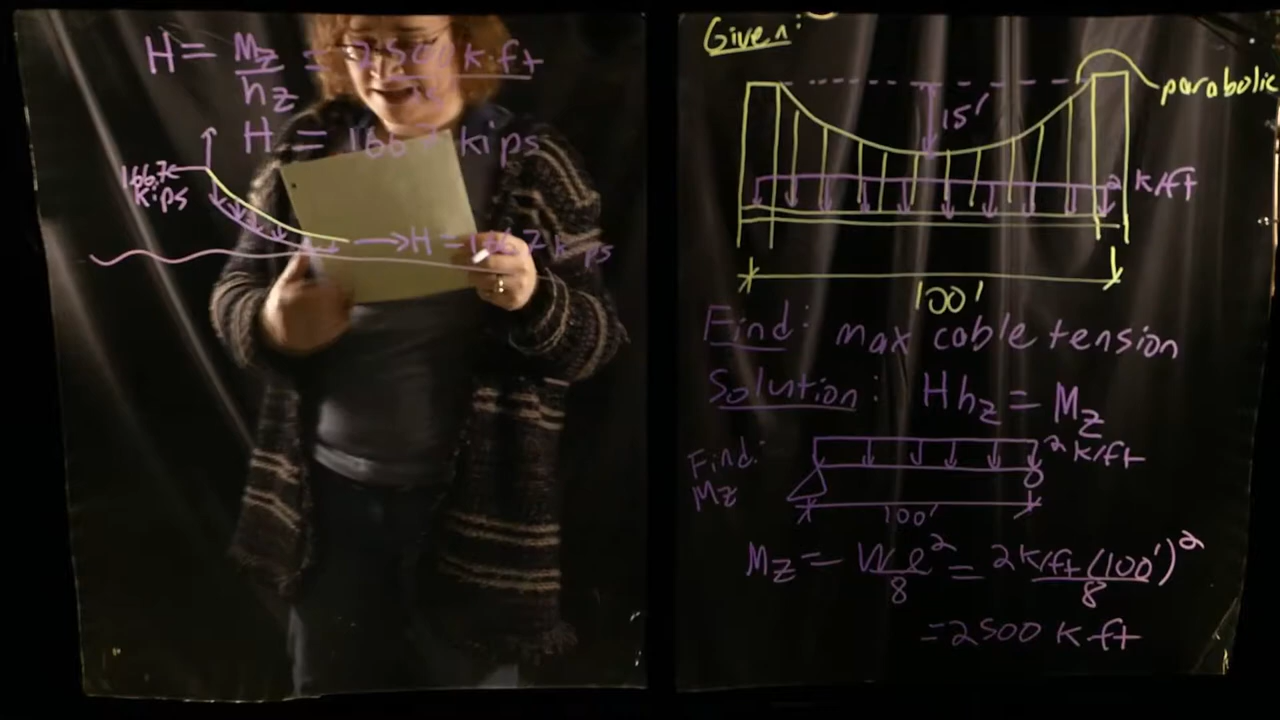 H = Mz/hz = 2500 k·ft
H = 166.7 kips
166.7k
kips
→H = 166.7 kips
Given:
15'
parabolic
2 k/ft
100'
Find: max cable tension
Solution: Hhz = Mz
Find:
Mz
2 k/ft
100'
Mz = wl²/8 = 2k/ft(100')²/8
= 2500 k ft